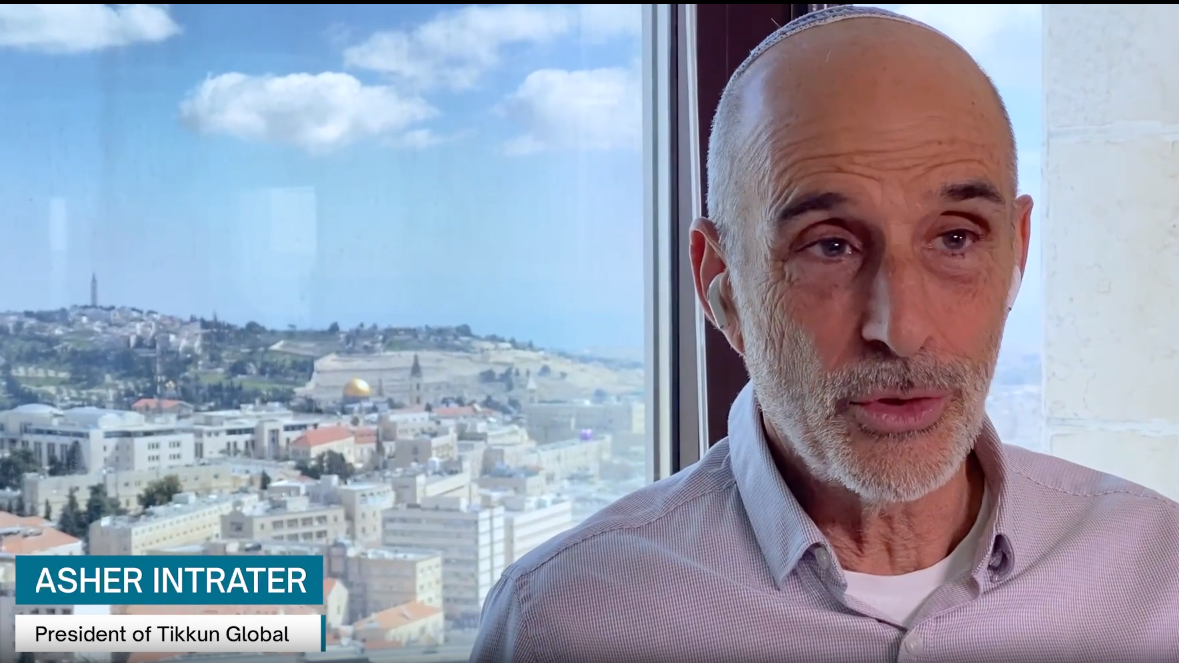 ASHER INTRATER
President of Tikkun Global